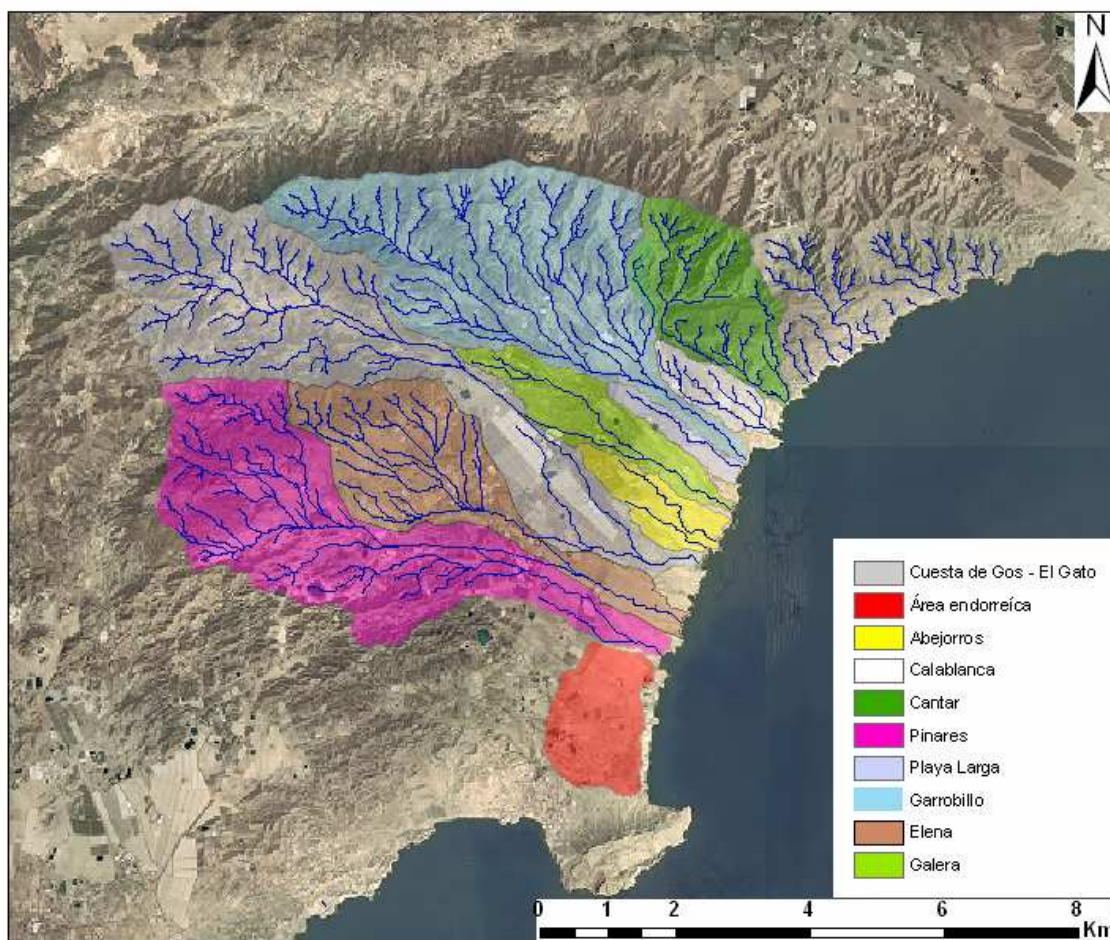 N
Cuesta de Gos - El Gato
Área endorreíca
Abejorros
Calablanca
Cantar
Pinares
Playa Larga
Garrobillo
Elena
Galera
0 1 2 4 6 8
Km